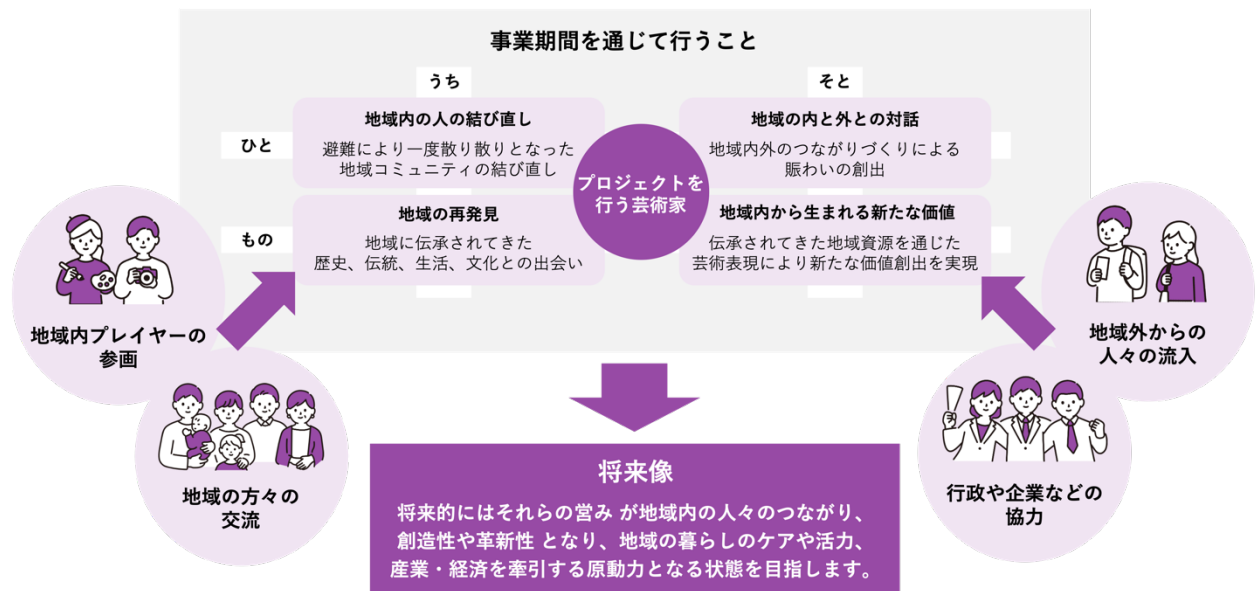 事業期間を通じて行うこと
うち
そと
ひと
地域内の人の結び直し
避難により一度散り散りとなった
地域コミュニティの結び直し
地域の内と外との対話
地域内外のつながりづくりによる
賑わいの創出
プロジェクトを
行う芸術家
もの
地域の再発見
地域に伝承されてきた
歴史、伝統、生活、文化との出会い
地域内から生まれる新たな価値
伝承されてきた地域資源を通じた
芸術表現により新たな価値創出を実現
地域内プレイヤーの
参画
地域の方々の
交流
地域外からの
人々の流入
行政や企業などの
協力
将来像
将来的にはそれらの営み が地域内の人々のつながり、
創造性や革新性 となり、地域の暮らしのケアや活力、
産業・経済を牽引する原動力となる状態を目指します。